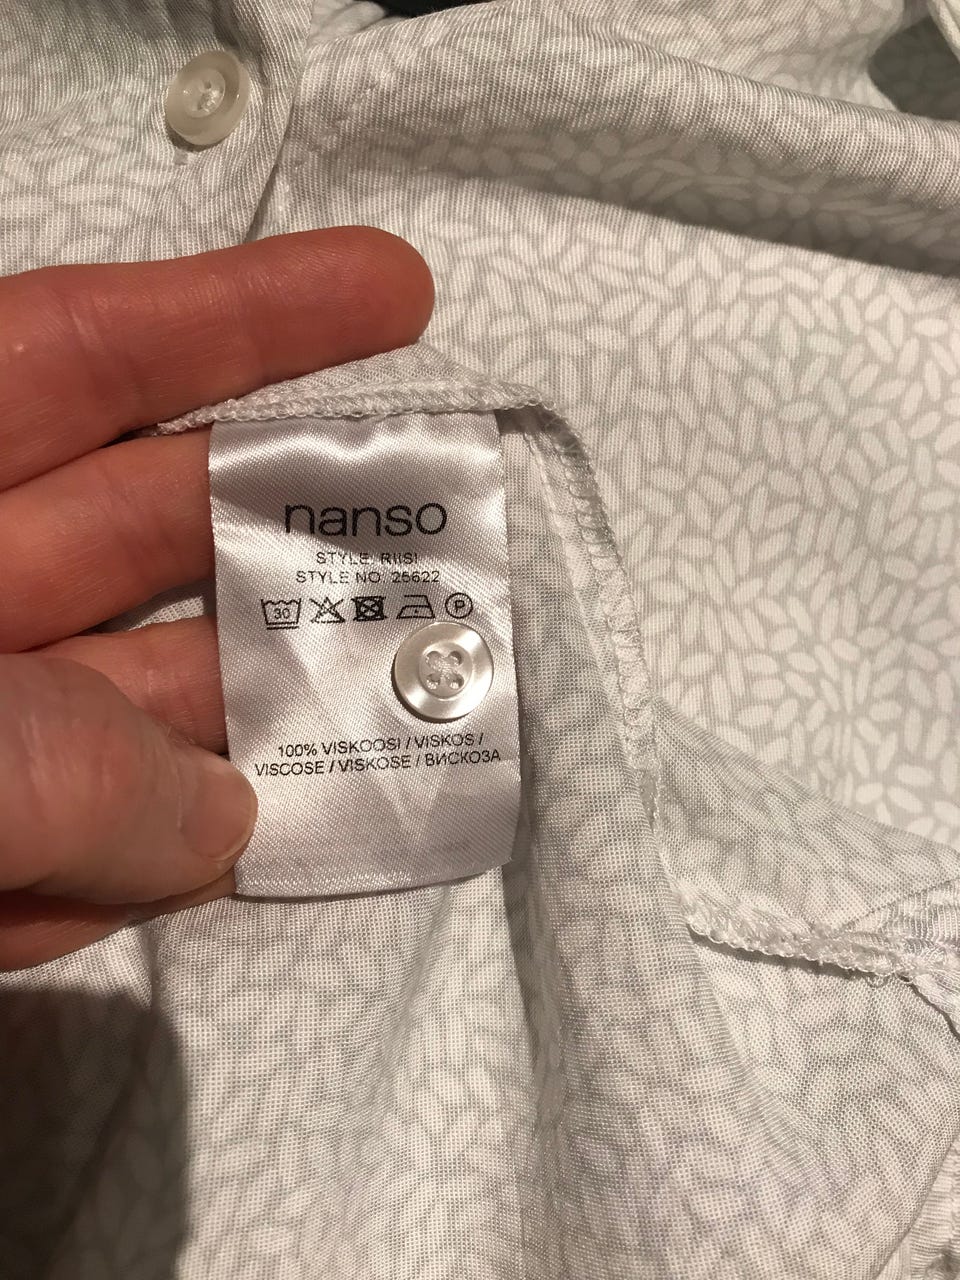 nanso
STYLE: RIISI
STYLE NO: 25622
30 P
100% VISKOOSI / VISKOS /
VISCOSE / VISKOSE / ВИСКОЗА